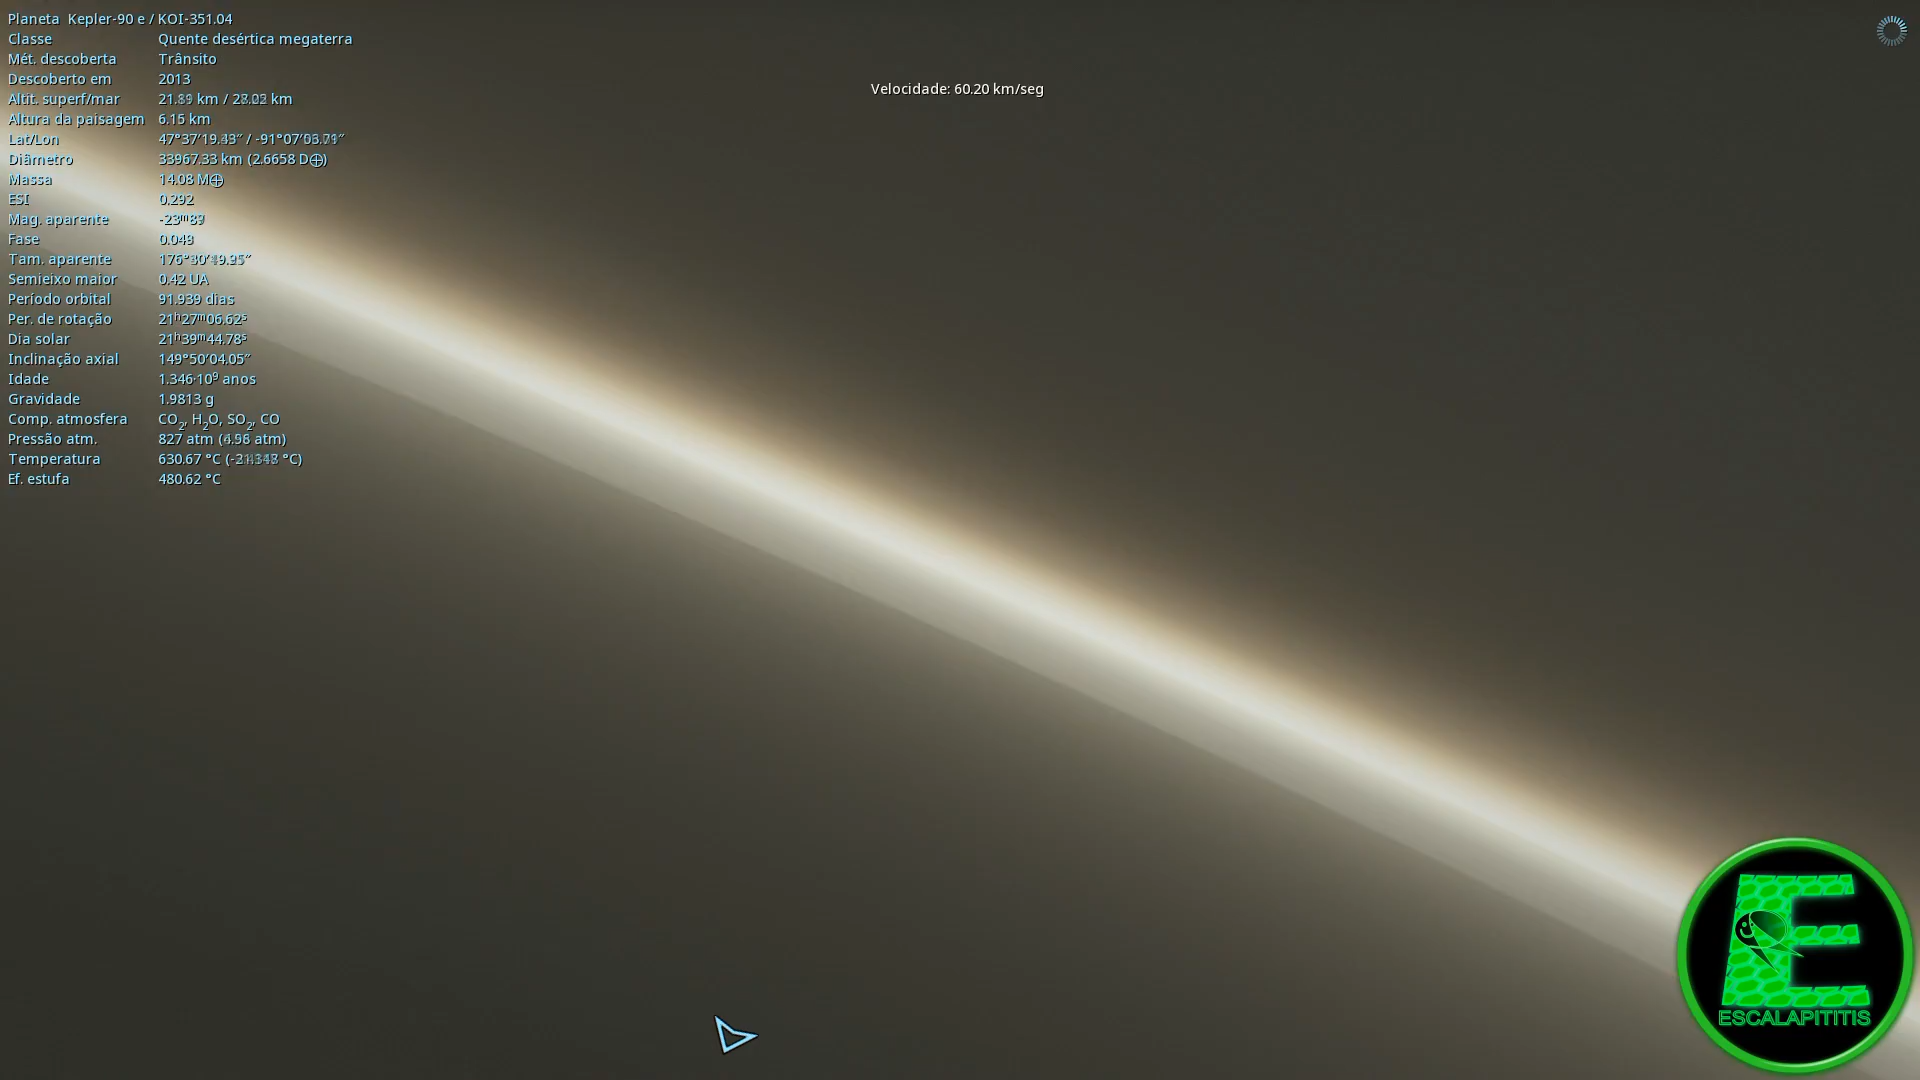 Planeta Kepler-90 e / KOI-351.04
Classe Quente desértica megaterra
Mét. descoberta Trânsito
Descoberto em 2013
Velocidade: 60.20 km/seg
Altit. superf/mar km / km
Altura da paisagem 6.15 km
Lat/Lon
Diâmetro 33967.33 km (2.6658 D⊕)
Massa 14.08 M⊕
ESI 0.292
Mag. aparente
Fase
Tam. aparente
Semieixo maior 0.42 UA
Período orbital 91.939 dias
Per. de rotação 21ʰ27ᵐ06.62ˢ
Dia solar 21ʰ39ᵐ44.78ˢ
Inclinação axial 149°50′04.05″
Idade 1.346·10⁹ anos
Gravidade 1.9813 g
Comp. atmosfera CO₂, H₂O, SO₂, CO
Pressão atm. 827 atm ( atm)
Temperatura 630.67 °C ( °C)
Ef. estufa 480.62 °C
E
ESCALAPITITIS